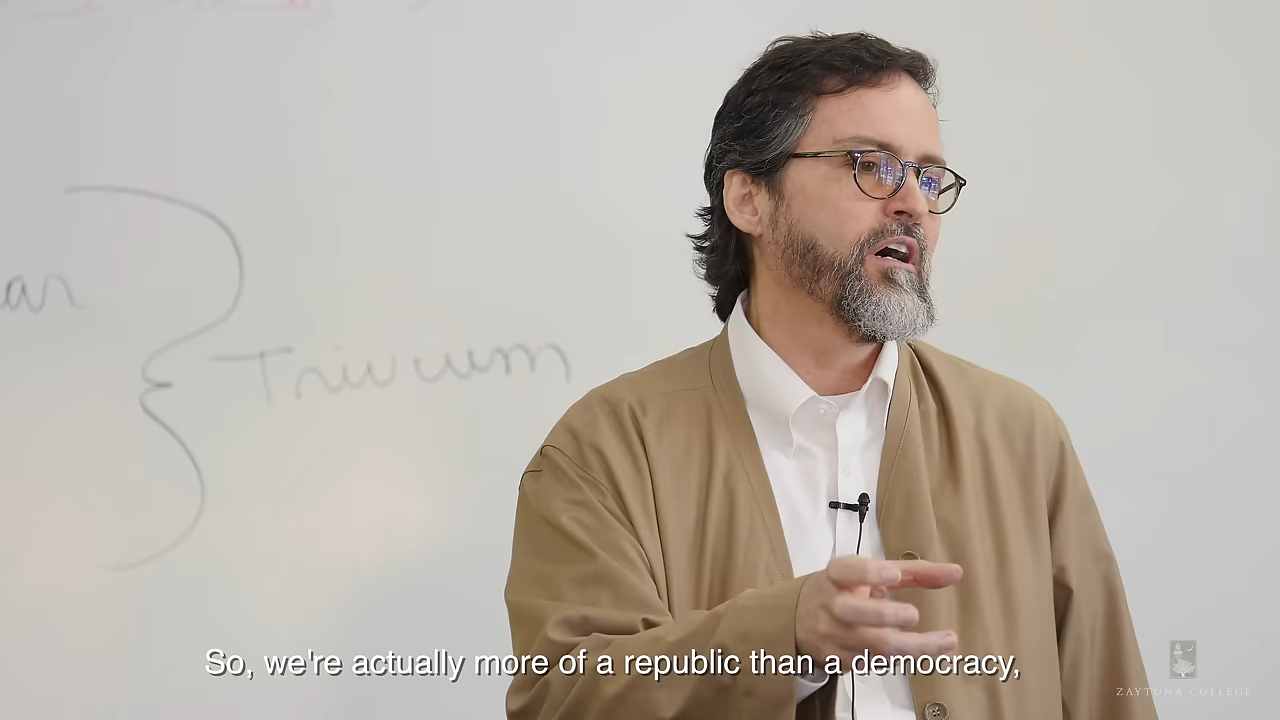 ar
Trivium
So, we're actually more of a republic than a democracy,
ZAYTUNA COLLEGE